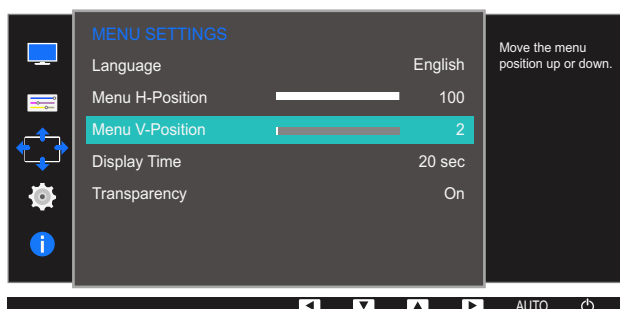 MENU SETTINGS
Language English
Menu H-Position 100
Menu V-Position 2
Display Time 20 sec
Transparency On
Move the menu
position up or down.
AUTO